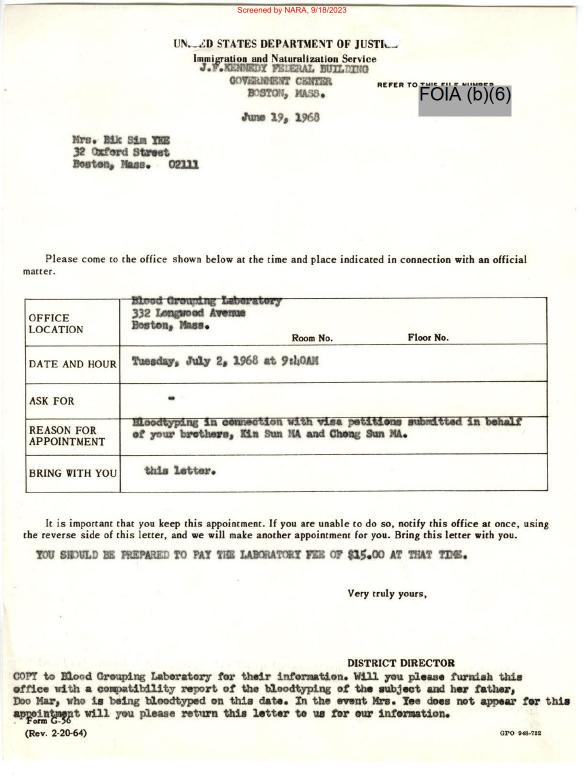 Screened by NARA, 9/18/2023
UNITED STATES DEPARTMENT OF JUSTICE
Immigration and Naturalization Service
J.F.KENNEDY FEDERAL BUILDING
GOVERNMENT CENTER
BOSTON, MASS.
REFER TO THIS FILE NUMBER
FOIA (b)(6)
June 19, 1968
Mrs. Bik Sim YEE
32 Oxford Street
Boston, Mass. 02111
Please come to the office shown below at the time and place indicated in connection with an official
matter.
OFFICE LOCATION
Blood Grouping Laboratory
332 Longwood Avenue
Boston, Mass.
Room No. Floor No.
DATE AND HOUR
Tuesday, July 2, 1968 at 9:40AM
ASK FOR
-
REASON FOR APPOINTMENT
Bloodtyping in connection with visa petitions submitted in behalf
of your brothers, Kin Sun MA and Chong Sun MA.
BRING WITH YOU
this letter.
It is important that you keep this appointment. If you are unable to do so, notify this office at once, using
the reverse side of this letter, and we will make another appointment for you. Bring this letter with you.
YOU SHOULD BE PREPARED TO PAY THE LABORATORY FEE OF $15.00 AT THAT TIME.
Very truly yours,
DISTRICT DIRECTOR
COPY to Blood Grouping Laboratory for their information. Will you please furnish this
office with a compatibility report of the bloodtyping of the subject and her father,
Doo Mar, who is being bloodtyped on this date. In the event Mrs. Yee does not appear for this
appointment will you please return this letter to us for our information.
Form G-56
(Rev. 2-20-64)
GPO 948-782